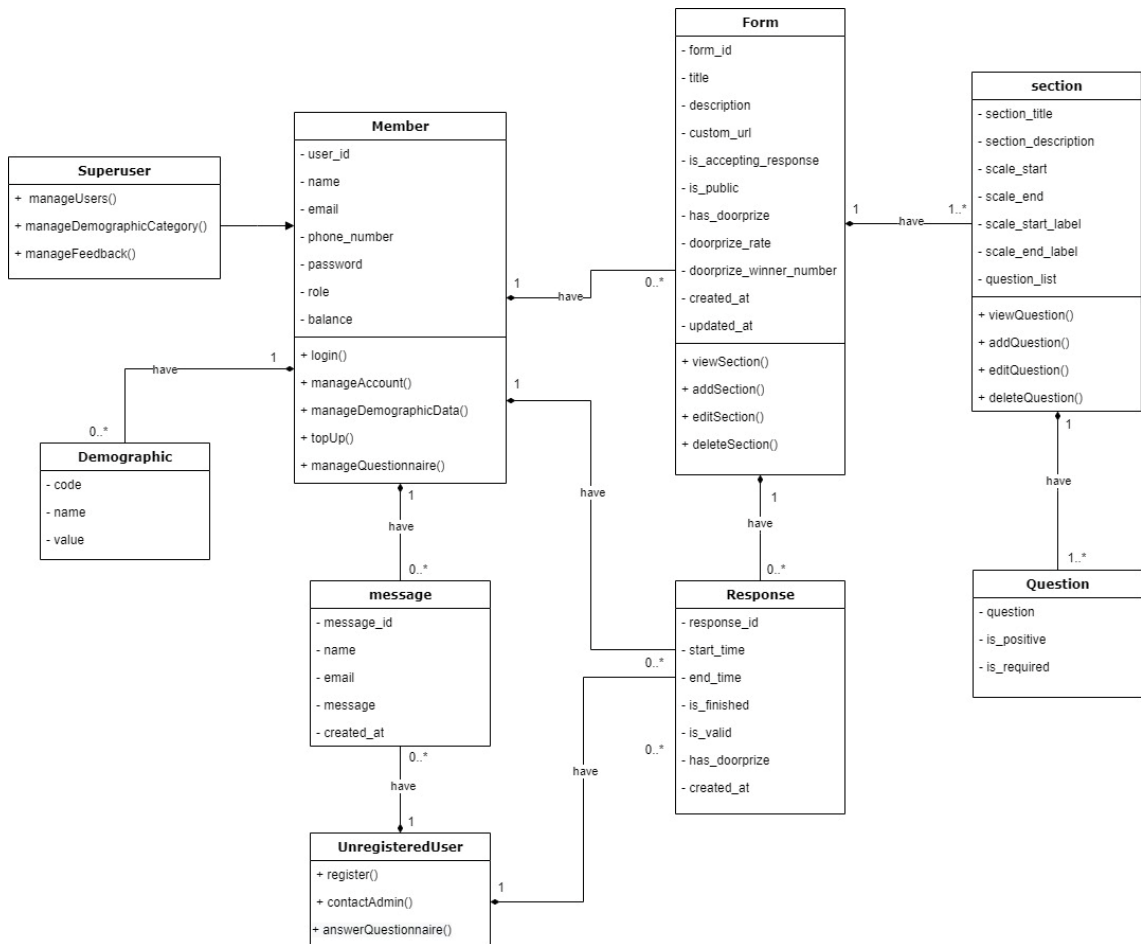 Form
- form_id
- title
- description
- custom_url
- is_accepting_response
- is_public
- has_doorprize
- doorprize_rate
- doorprize_winner_number
- created_at
- updated_at
+ viewSection()
+ addSection()
+ editSection()
+ deleteSection()
section
- section_title
- section_description
- scale_start
- scale_end
- scale_start_label
- scale_end_label
- question_list
+ viewQuestion()
+ addQuestion()
+ editQuestion()
+ deleteQuestion()
Member
- user_id
- name
- email
- phone_number
- password
- role
- balance
+ login()
+ manageAccount()
+ manageDemographicData()
+ topUp()
+ manageQuestionnaire()
Superuser
+ manageUsers()
+ manageDemographicCategory()
+ manageFeedback()
1
have
1..*
1
have
0..*
1
have
0..*
1
have
0..*
1
have
0..*
1
have
0..*
1
have
1..*
Demographic
- code
- name
- value
message
- message_id
- name
- email
- message
- created_at
Response
- response_id
- start_time
- end_time
- is_finished
- is_valid
- has_doorprize
- created_at
Question
- question
- is_positive
- is_required
0..*
have
1
0..*
have
1
UnregisteredUser
+ register()
+ contactAdmin()
+ answerQuestionnaire()